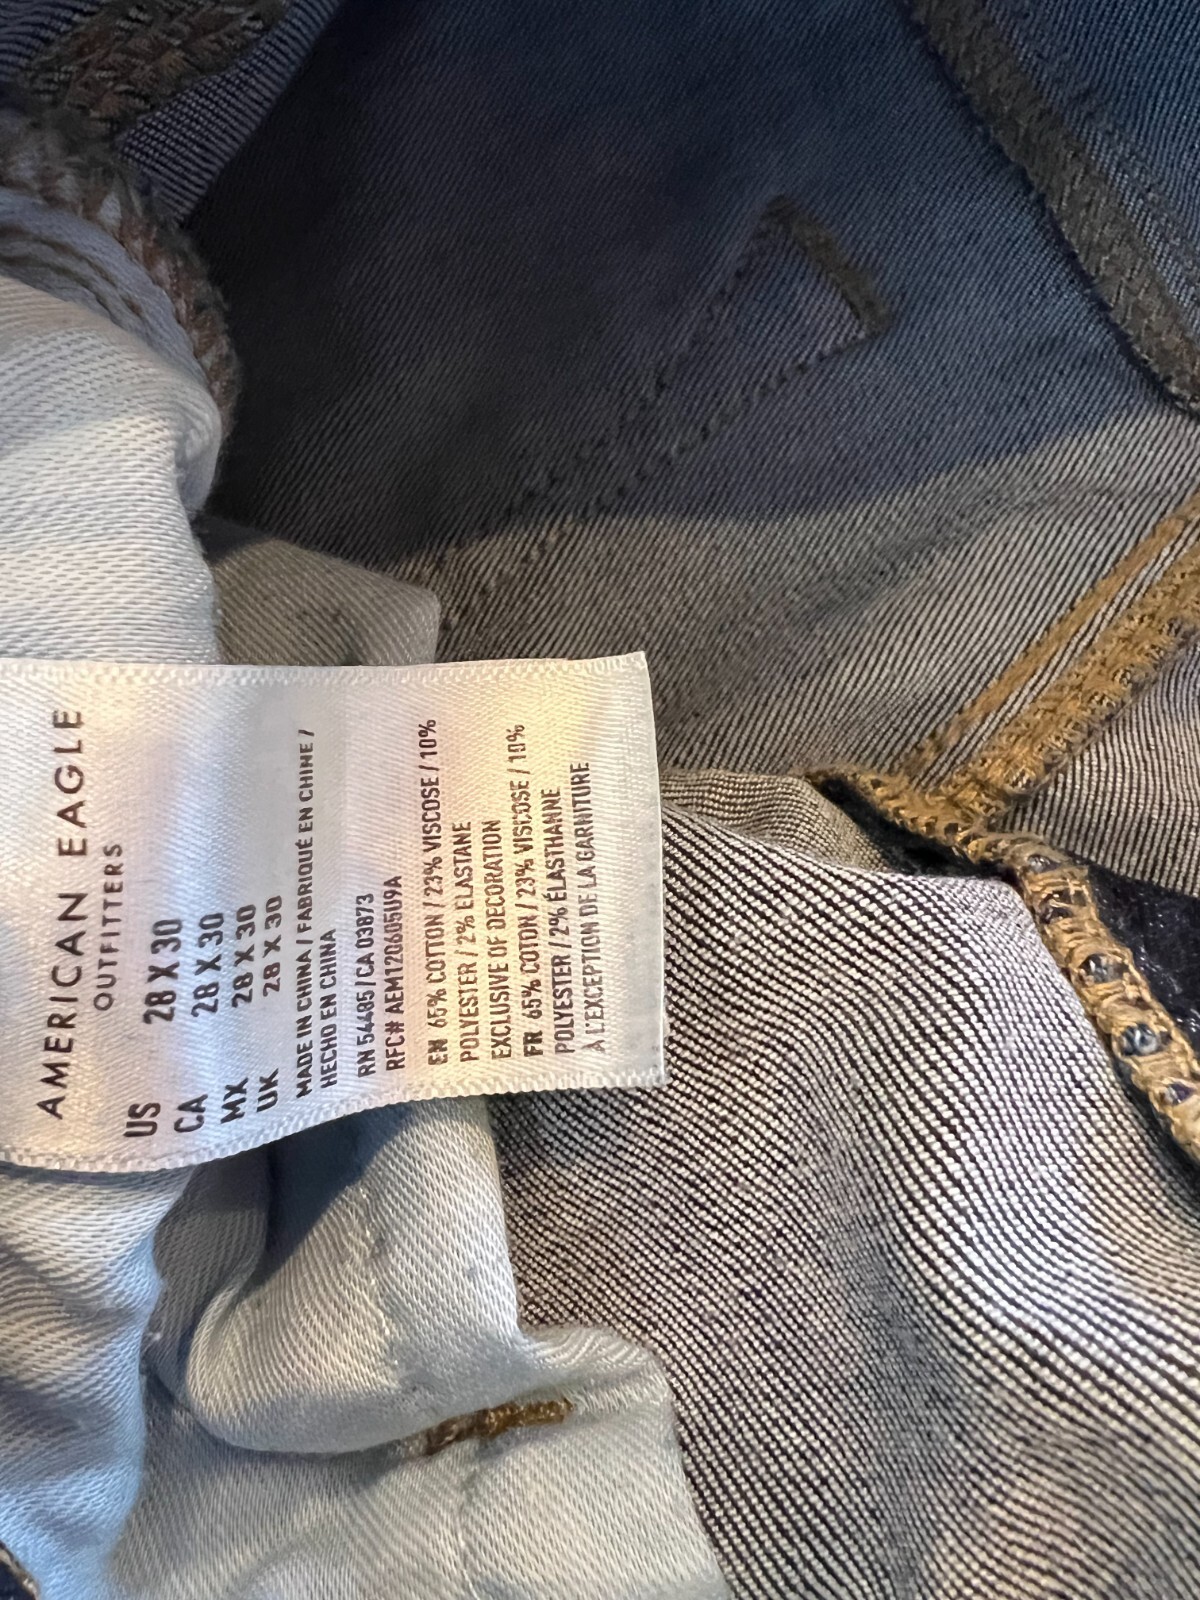 AMERICAN EAGLE
OUTFITTERS
US 28 X 30
CA 28 X 30
MX 28 X 30
UK 28 X 30
MADE IN CHINA / FABRIQUÉ EN CHINE /
HECHO EN CHINA
RN 54485 / CA 03873
RFC# AEM1206050U9A
EN 65% COTTON / 23% VISCOSE / 10%
POLYESTER / 2% ELASTANE
EXCLUSIVE OF DECORATION
FR 65% COTON / 23% VISCOSE / 10%
POLYESTER / 2% ÉLASTHANNE
À L'EXCEPTION DE LA GARNITURE